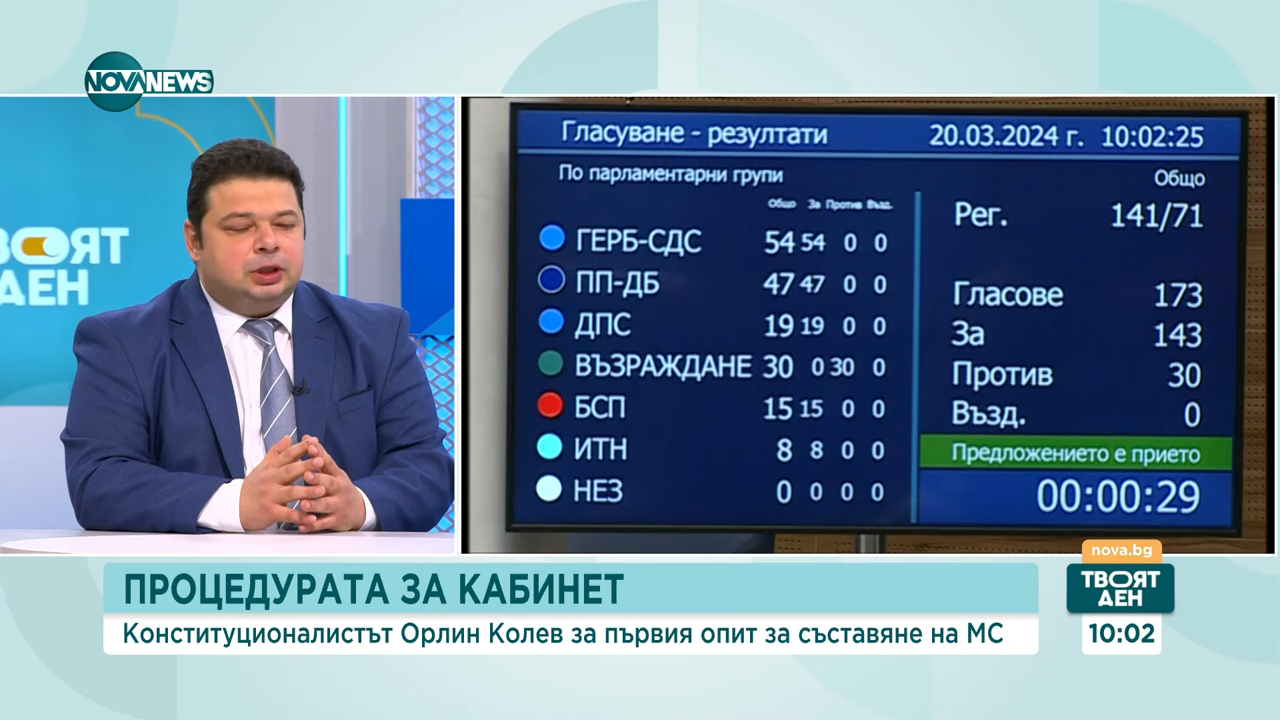 NOVANEWS
ТВОЯТ
ДЕН
Гласуване - резултати 20.03.2024 г. 10:02:25
По парламентарни групи Общо
Общо За Против Възд.
Рег. 141/71
ГЕРБ-СДС 54 54 0 0
ПП-ДБ 47 47 0 0
Гласове 173
ДПС 19 19 0 0
За 143
ВЪЗРАЖДАНЕ 30 0 30 0
Против 30
БСП 15 15 0 0
Възд. 0
ИТН 8 8 0 0
Предложението е прието
НЕЗ 0 0 0 0
00:00:29
nova.bg
ПРОЦЕДУРАТА ЗА КАБИНЕТ
ТВОЯТ
ДЕН
Конституционалистът Орлин Колев за първия опит за съставяне на МС
10:02